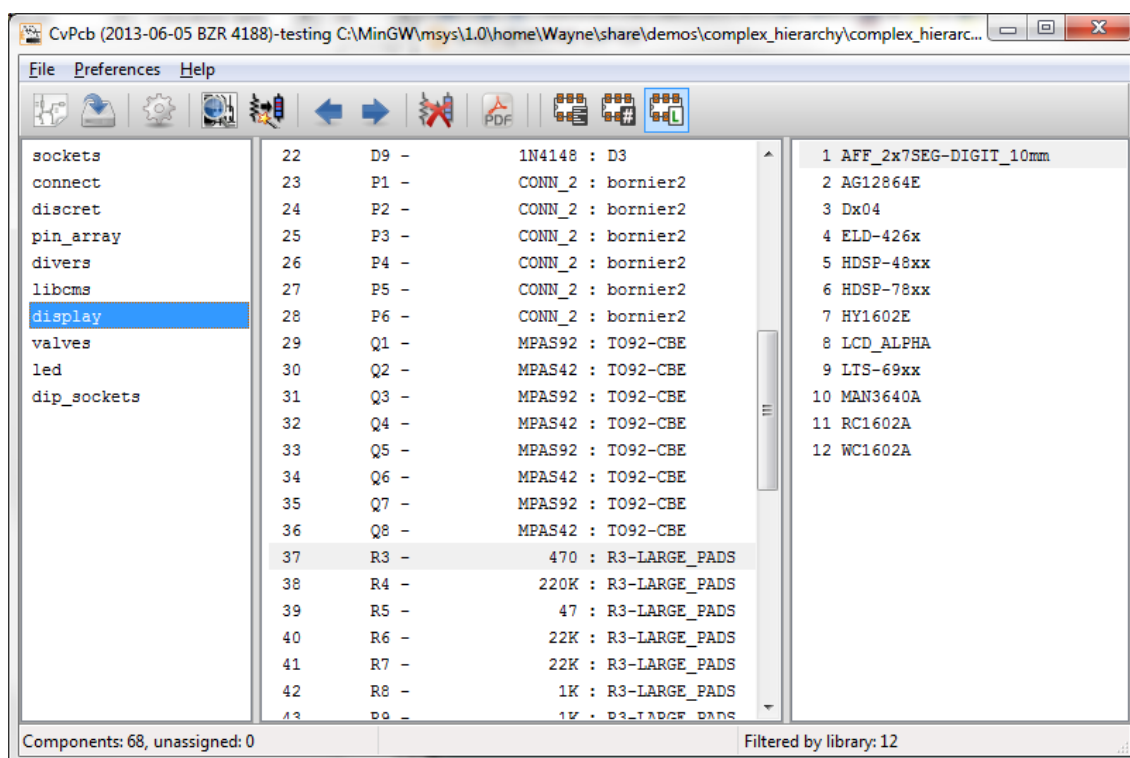 CvPcb (2013-06-05 BZR 4188)-testing C:\MinGW\msys\1.0\home\Wayne\share\demos\complex_hierarchy\complex_hierarc...
File Preferences Help
PDF
#
L
sockets
connect
discret
pin_array
divers
libcms
display
valves
led
dip_sockets
22 D9 - 1N4148 : D3
23 P1 - CONN_2 : bornier2
24 P2 - CONN_2 : bornier2
25 P3 - CONN_2 : bornier2
26 P4 - CONN_2 : bornier2
27 P5 - CONN_2 : bornier2
28 P6 - CONN_2 : bornier2
29 Q1 - MPAS92 : TO92-CBE
30 Q2 - MPAS42 : TO92-CBE
31 Q3 - MPAS92 : TO92-CBE
32 Q4 - MPAS42 : TO92-CBE
33 Q5 - MPAS92 : TO92-CBE
34 Q6 - MPAS42 : TO92-CBE
35 Q7 - MPAS92 : TO92-CBE
36 Q8 - MPAS42 : TO92-CBE
37 R3 - 470 : R3-LARGE_PADS
38 R4 - 220K : R3-LARGE_PADS
39 R5 - 47 : R3-LARGE_PADS
40 R6 - 22K : R3-LARGE_PADS
41 R7 - 22K : R3-LARGE_PADS
42 R8 - 1K : R3-LARGE_PADS
43 R9 - 1K : R3-LARGE_PADS
1 AFF_2x7SEG-DIGIT_10mm
2 AG12864E
3 Dx04
4 ELD-426x
5 HDSP-48xx
6 HDSP-78xx
7 HY1602E
8 LCD_ALPHA
9 LTS-69xx
10 MAN3640A
11 RC1602A
12 WC1602A
Components: 68, unassigned: 0
Filtered by library: 12